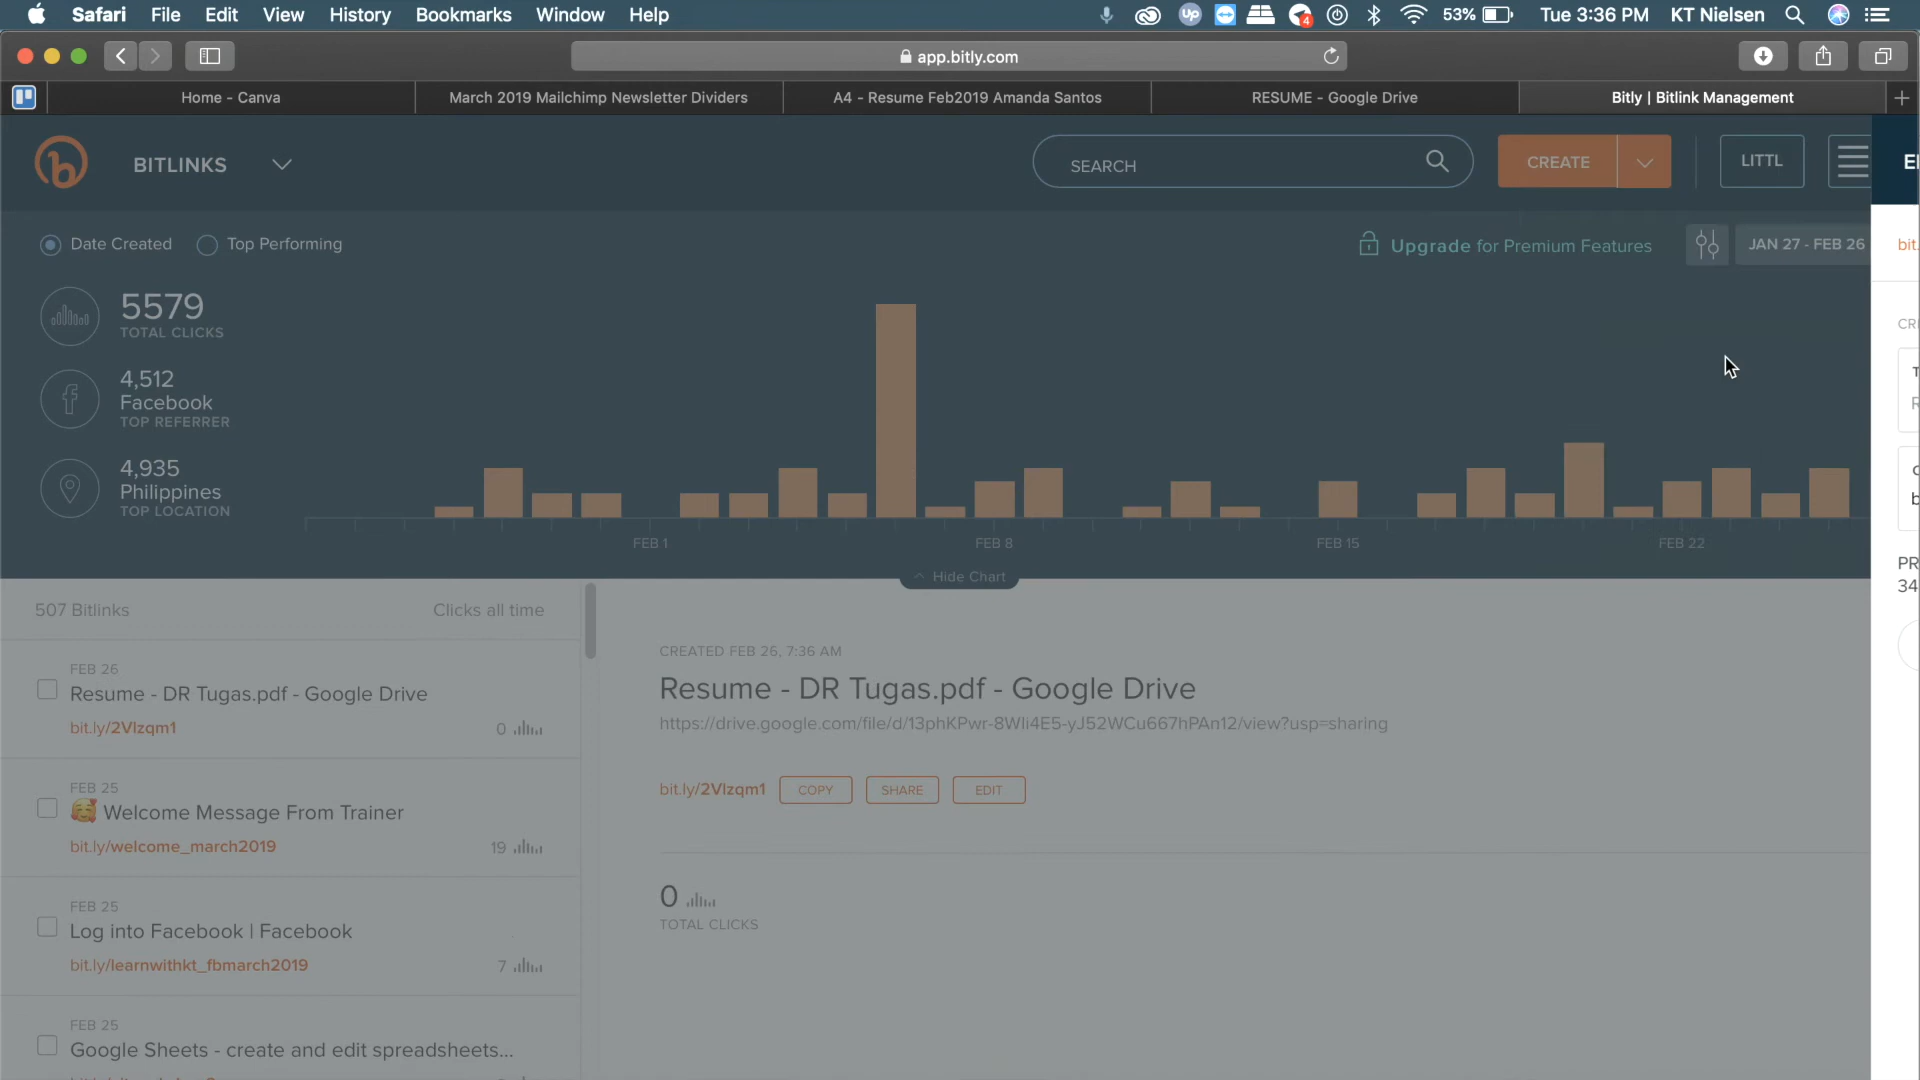 Safari File Edit View History Bookmarks Window Help
Up 4 53% Tue 3:36 PM KT Nielsen
app.bitly.com
Home - Canva
March 2019 Mailchimp Newsletter Dividers
A4 - Resume Feb2019 Amanda Santos
RESUME - Google Drive
Bitly | Bitlink Management
b BITLINKS
SEARCH
CREATE
LITTL
Date Created
Top Performing
Upgrade for Premium Features
JAN 27 - FEB 26
bit.
5579
TOTAL CLICKS
4,512
Facebook
TOP REFERRER
4,935
Philippines
TOP LOCATION
FEB 1
FEB 8
FEB 15
FEB 22
PR
34
Hide Chart
507 Bitlinks
Clicks all time
FEB 26
Resume - DR Tugas.pdf - Google Drive
bit.ly/2Vlzqm1
0
FEB 25
🥰 Welcome Message From Trainer
bit.ly/welcome_march2019
19
FEB 25
Log into Facebook | Facebook
bit.ly/learnwithkt_fbmarch2019
7
FEB 25
Google Sheets - create and edit spreadsheets...
CREATED FEB 26, 7:36 AM
Resume - DR Tugas.pdf - Google Drive
https://drive.google.com/file/d/13phKPwr-8WIi4E5-yJ52WCu667hPAn12/view?usp=sharing
bit.ly/2Vlzqm1
COPY
SHARE
EDIT
0
TOTAL CLICKS